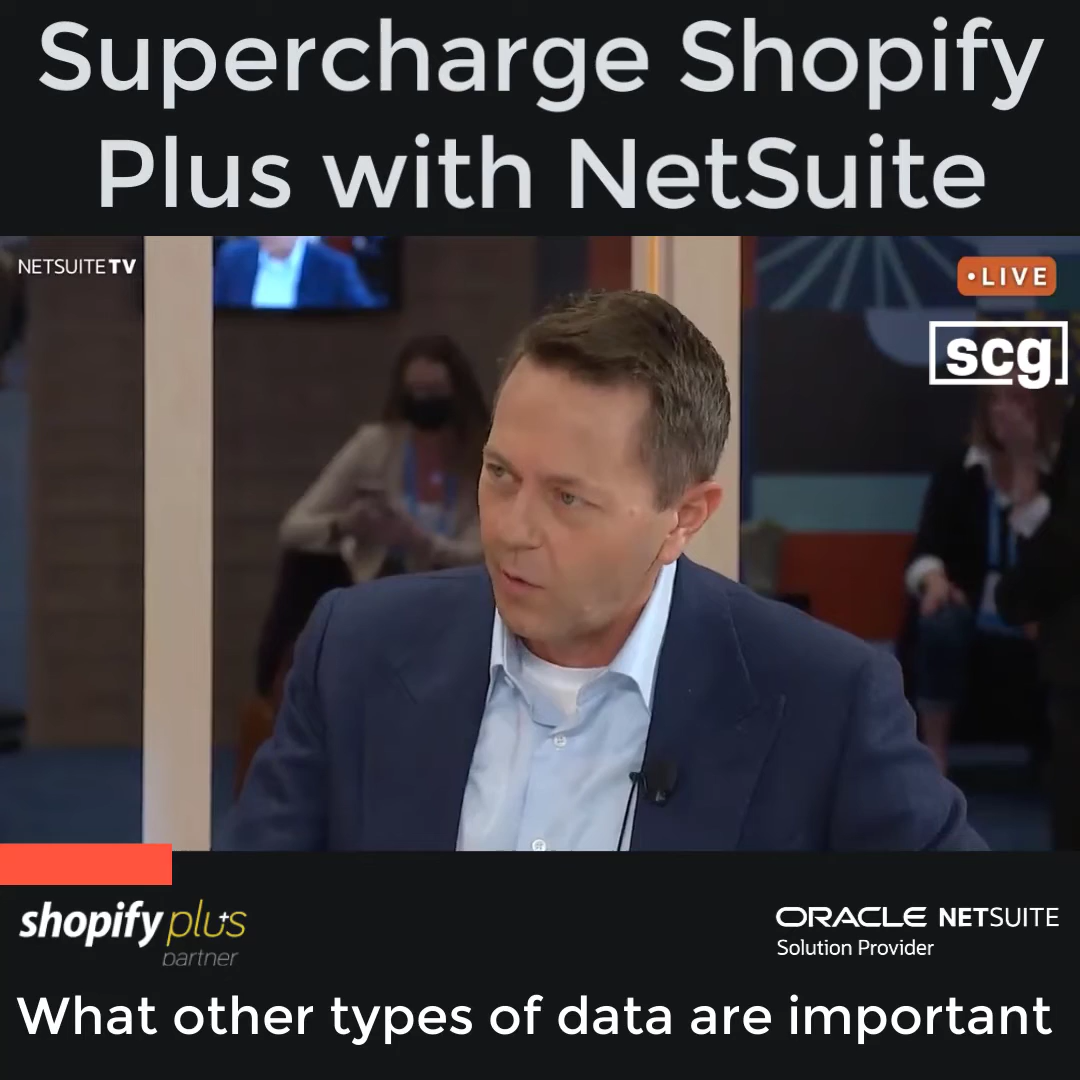 Supercharge Shopify
Plus with NetSuite
NETSUITE TV
•LIVE
scg
shopify plus
partner
ORACLE NETSUITE
Solution Provider
What other types of data are important